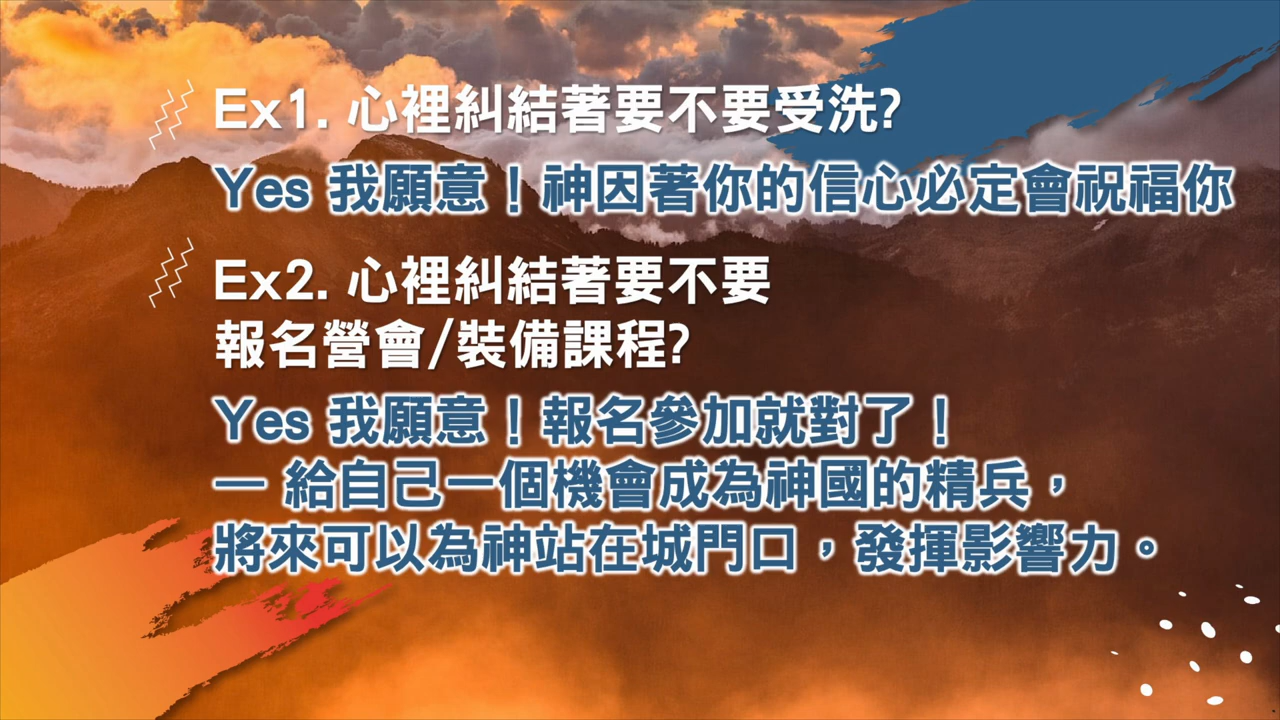 Ex1. 心裡糾結著要不要受洗?
Yes 我願意！神因著你的信心必定會祝福你
Ex2. 心裡糾結著要不要
報名營會/裝備課程?
Yes 我願意！報名參加就對了！
— 給自己一個機會成為神國的精兵，
將來可以為神站在城門口，發揮影響力。